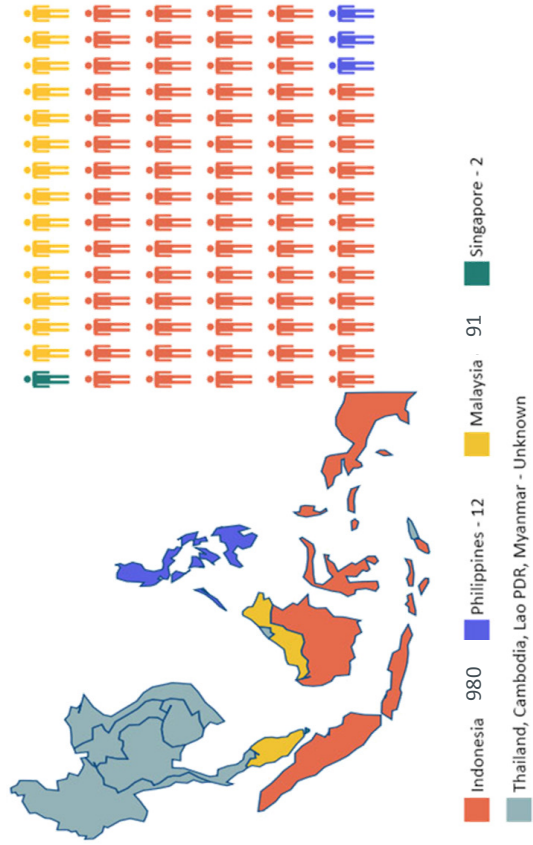 Indonesia 980 Philippines - 12 Malaysia 91 Singapore - 2
Thailand, Cambodia, Lao PDR, Myanmar - Unknown